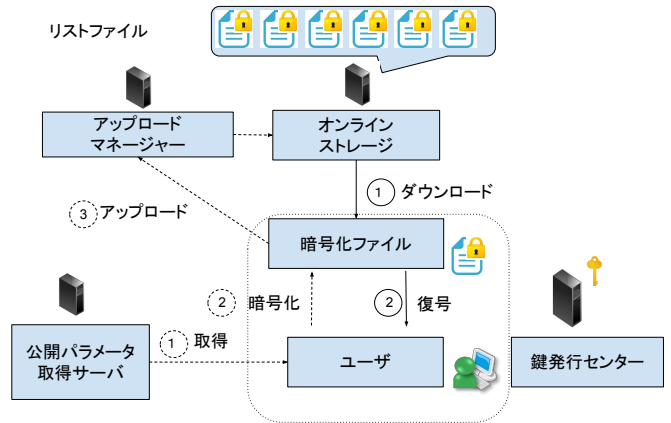 リストファイル
アップロード
マネージャー
オンライン
ストレージ
1 ダウンロード
3 アップロード
暗号化ファイル
2 暗号化
2 復号
1 取得
公開パラメータ
取得サーバ
ユーザ
鍵発行センター